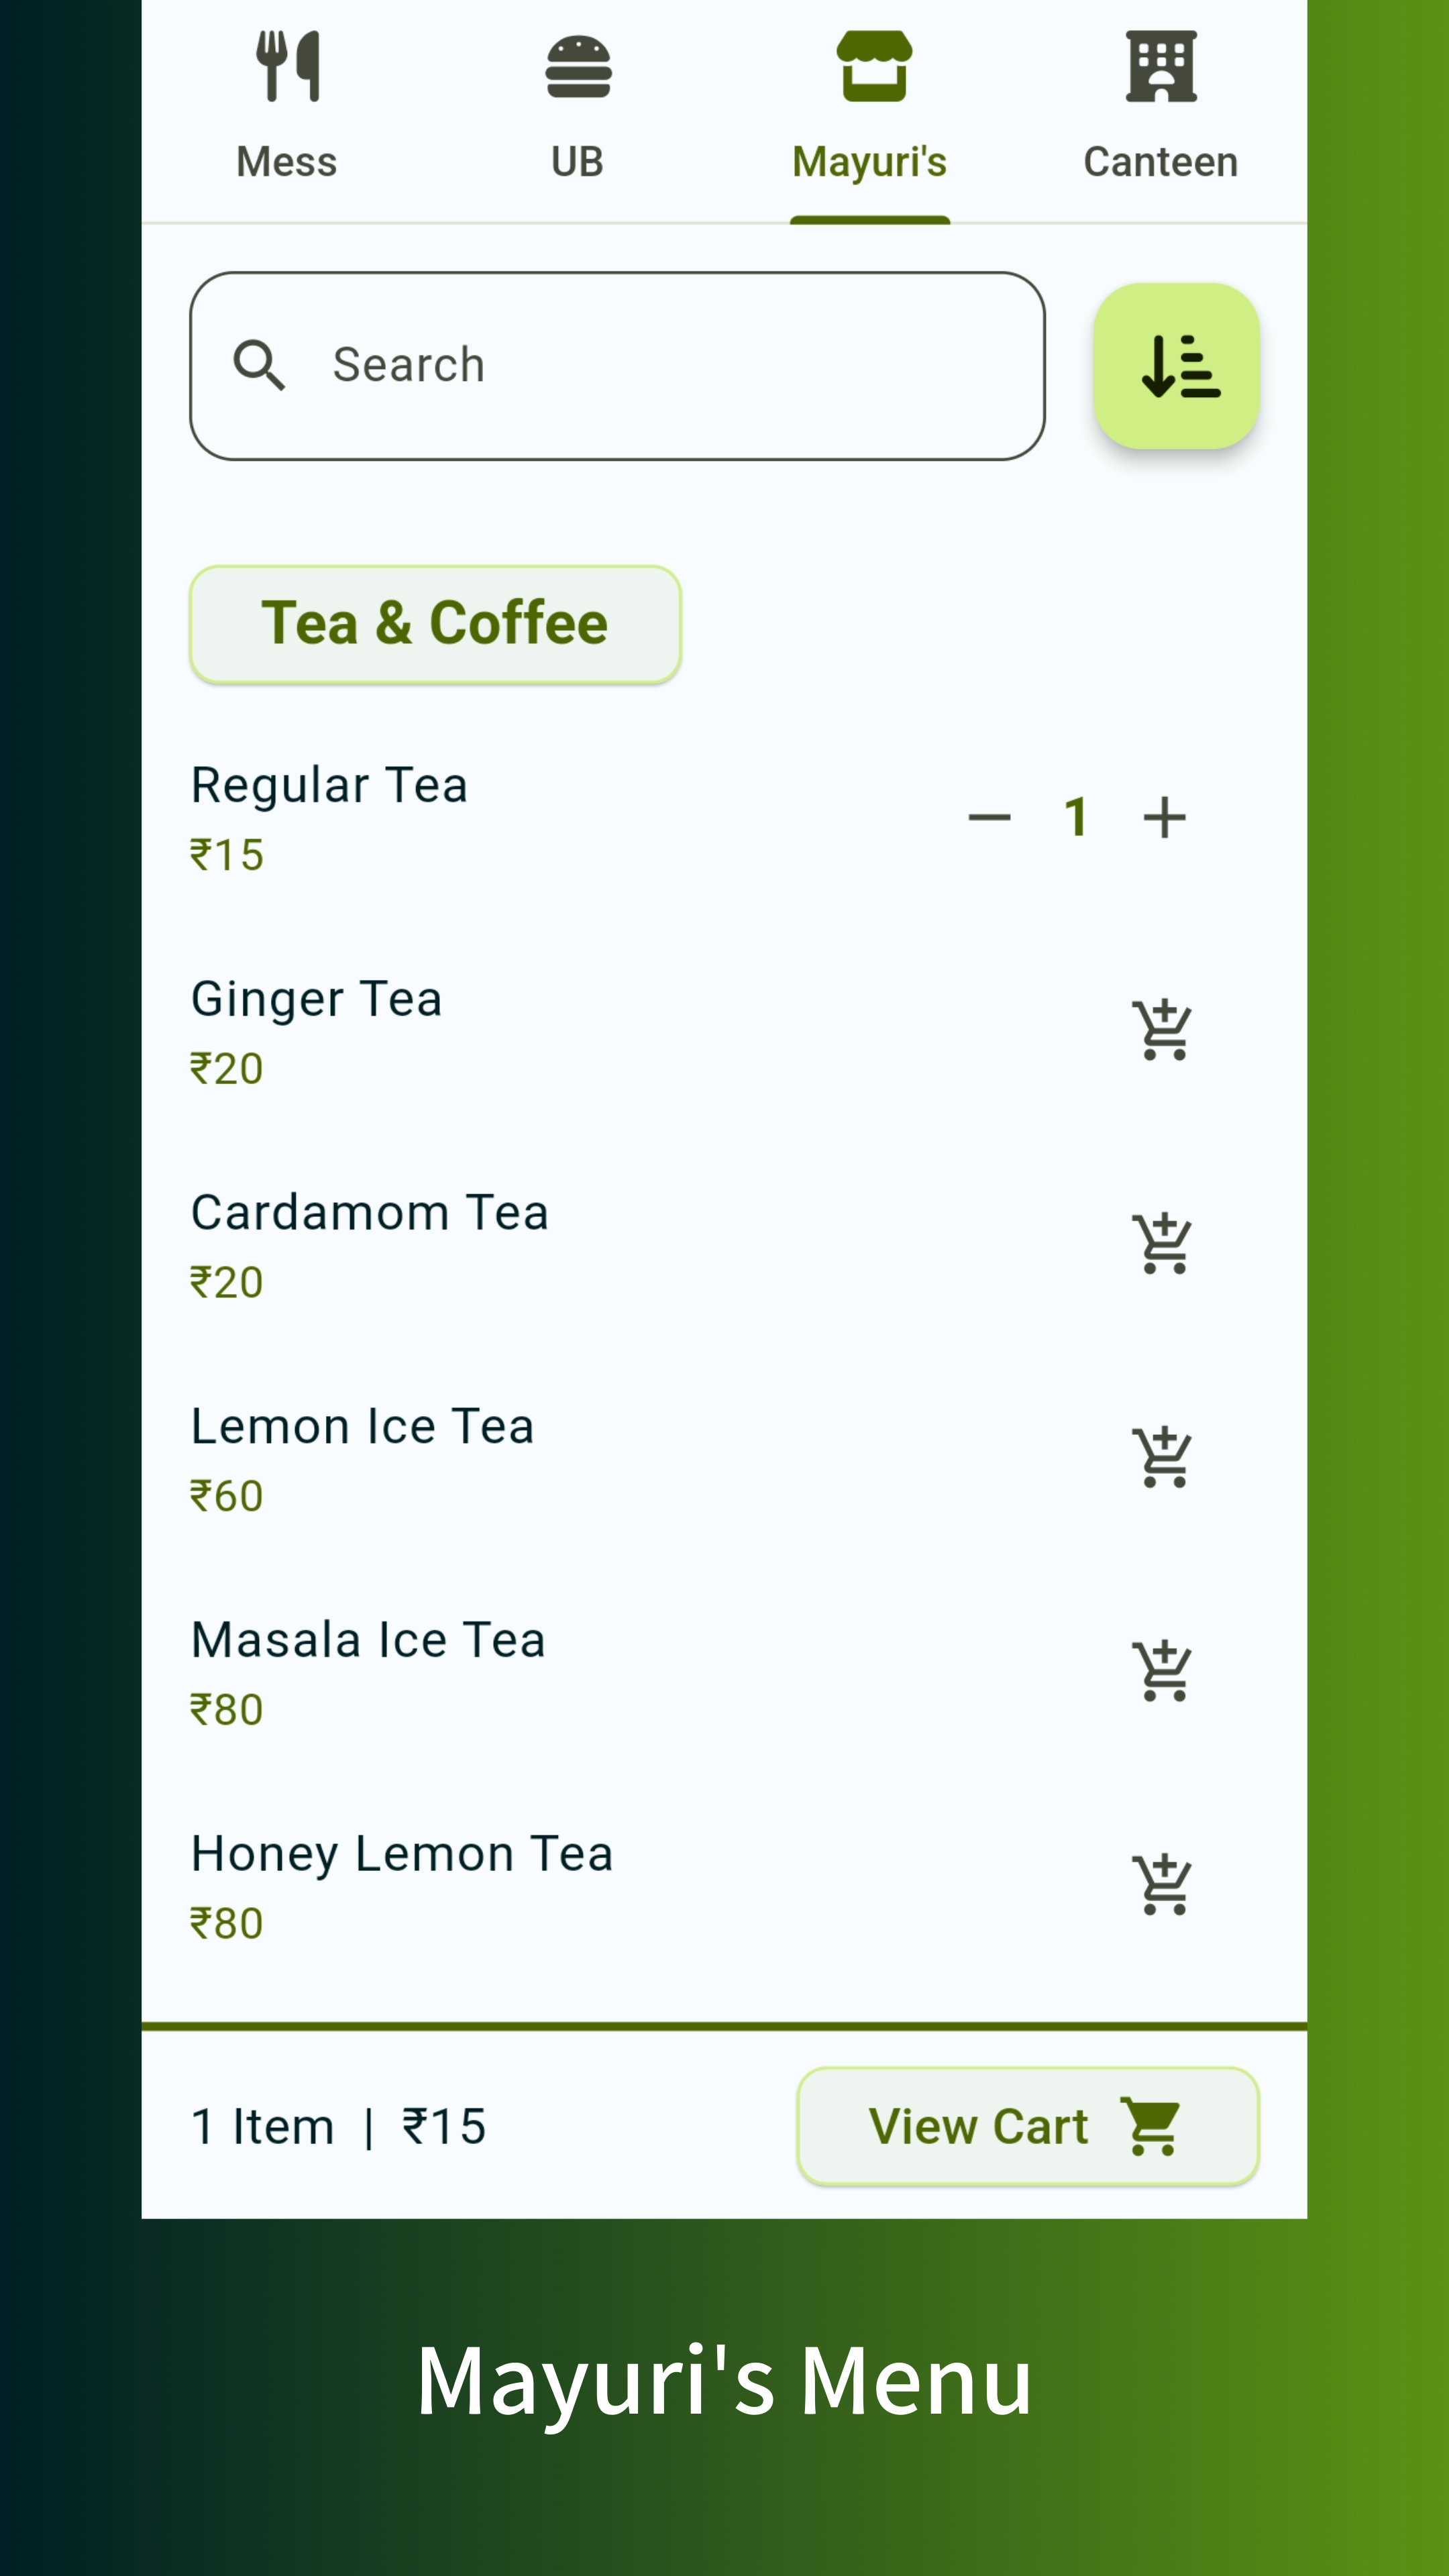 Mess UB Mayuri's Canteen
Search
Tea & Coffee
Regular Tea
₹15
1
Ginger Tea
₹20
Cardamom Tea
₹20
Lemon Ice Tea
₹60
Masala Ice Tea
₹80
Honey Lemon Tea
₹80
1 Item | ₹15 View Cart
Mayuri's Menu